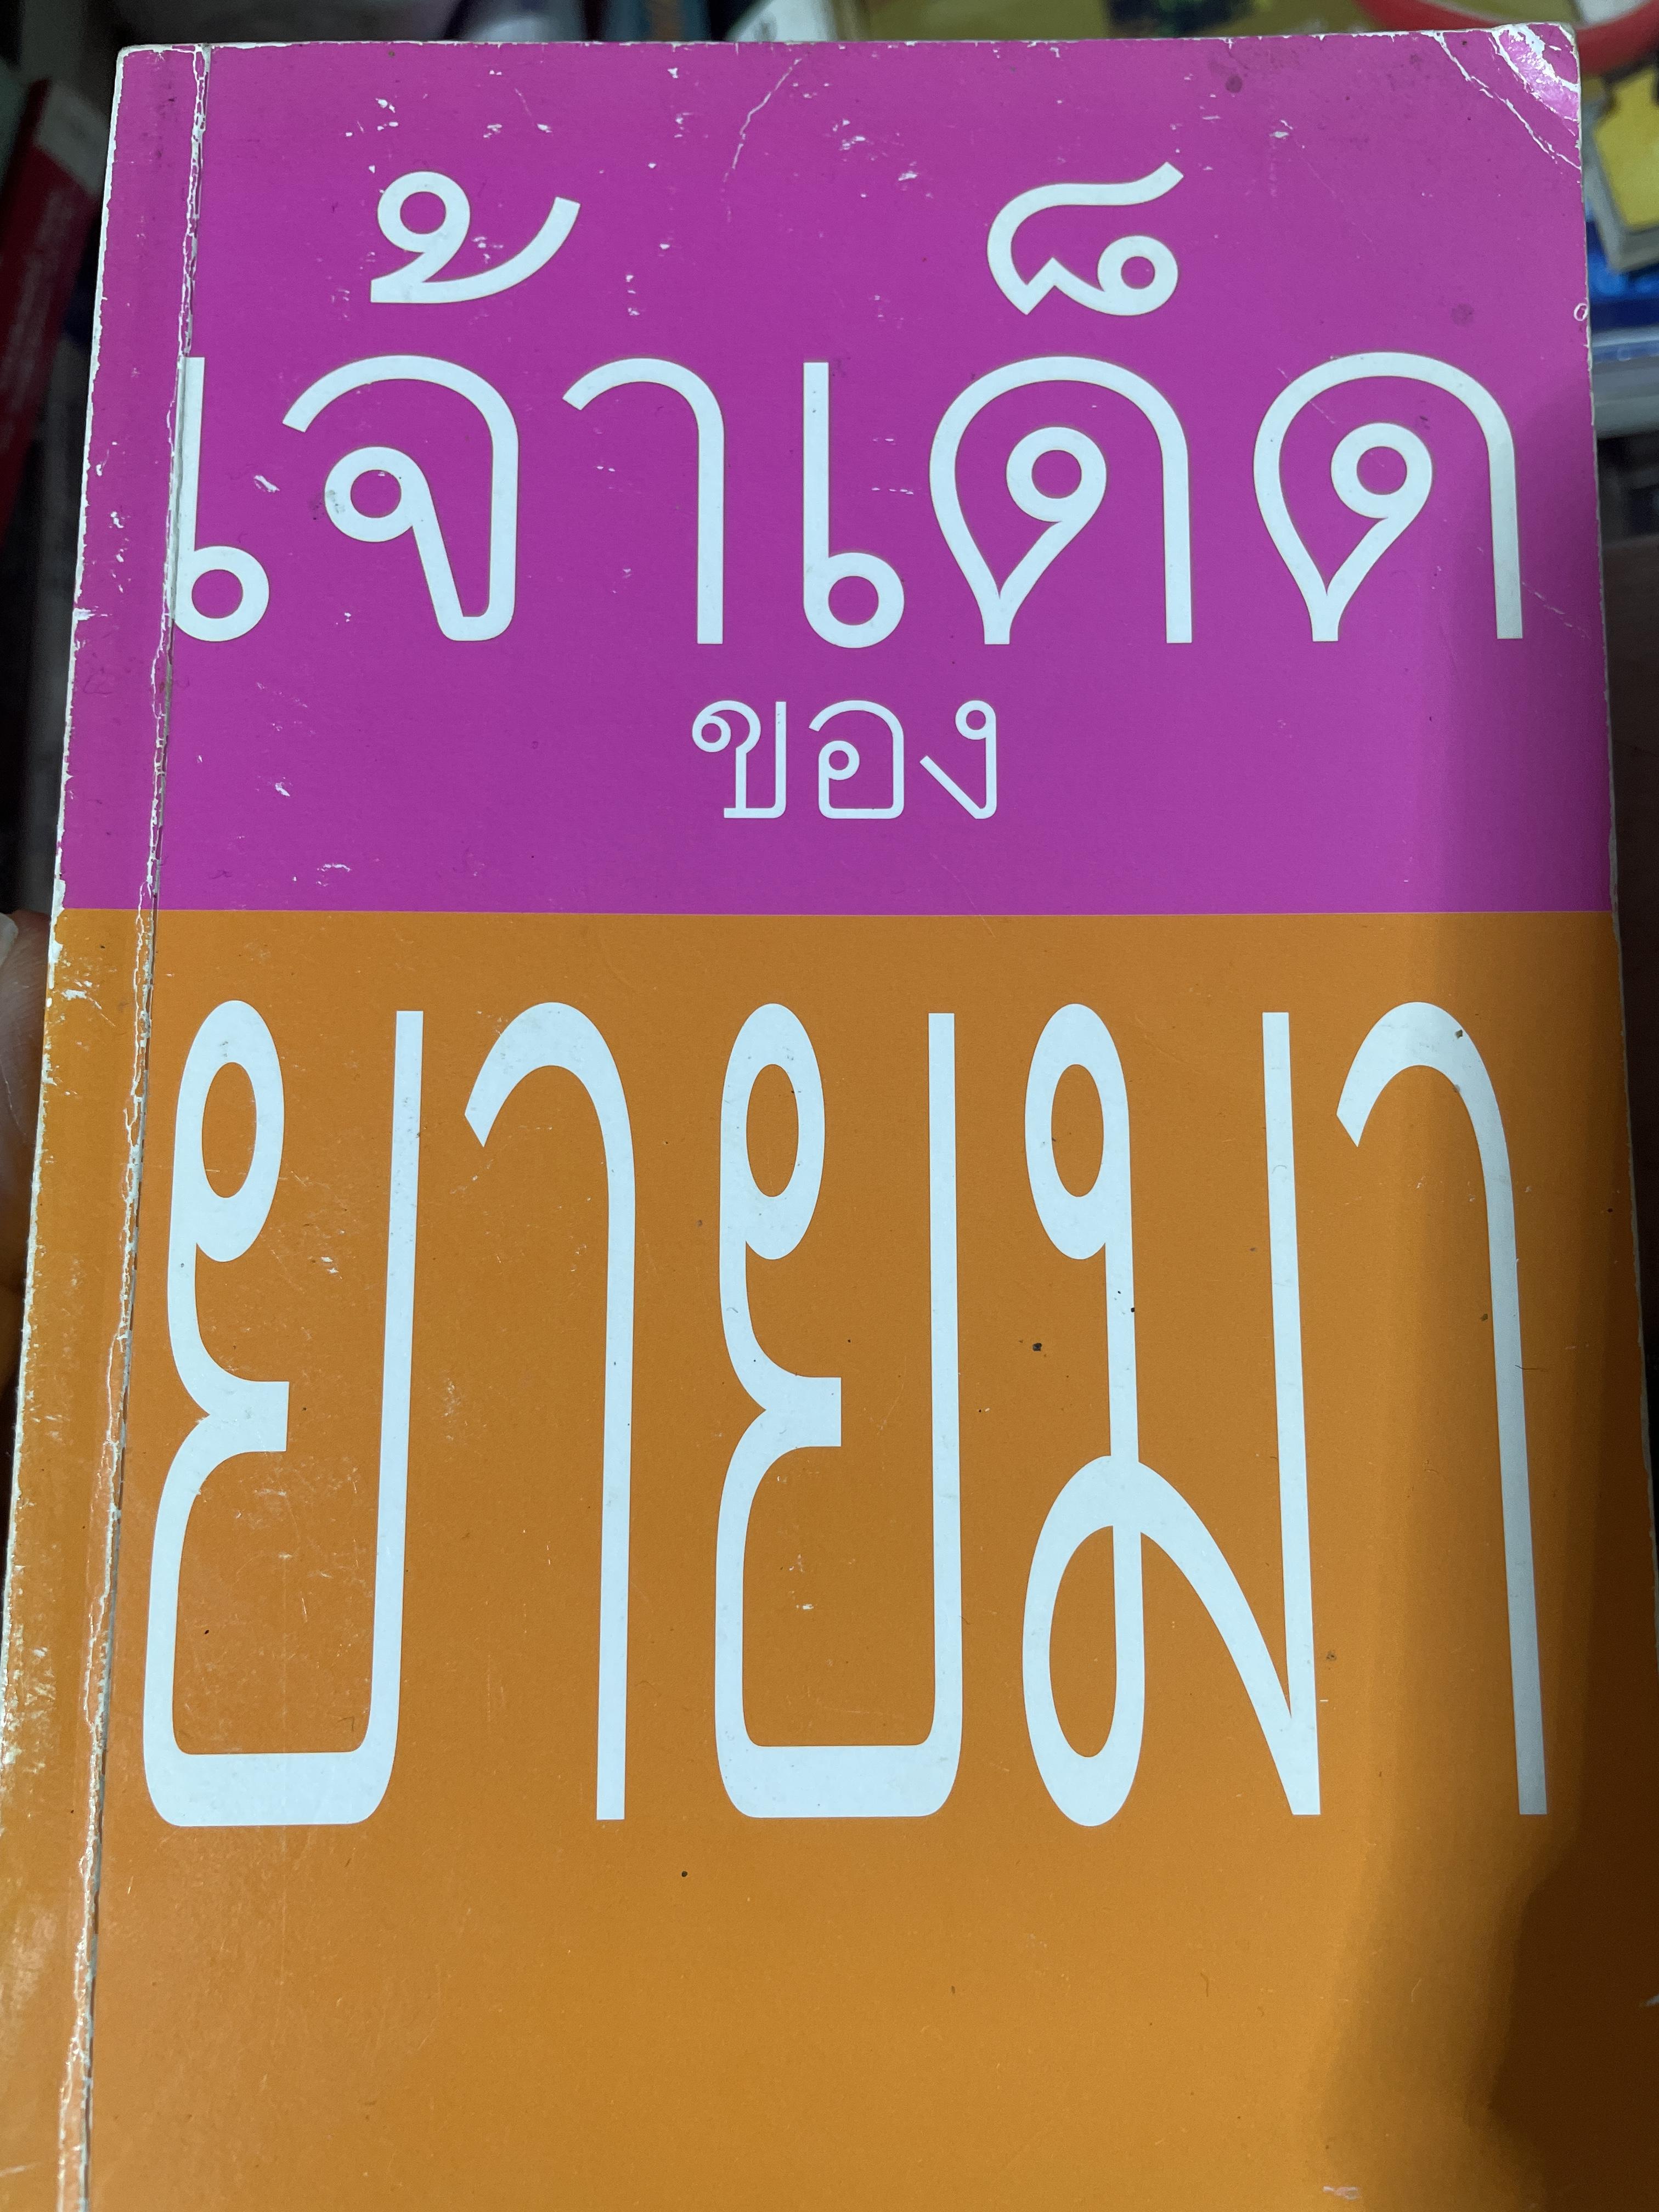 เจ้าเด็ด
ของ
ยายมา